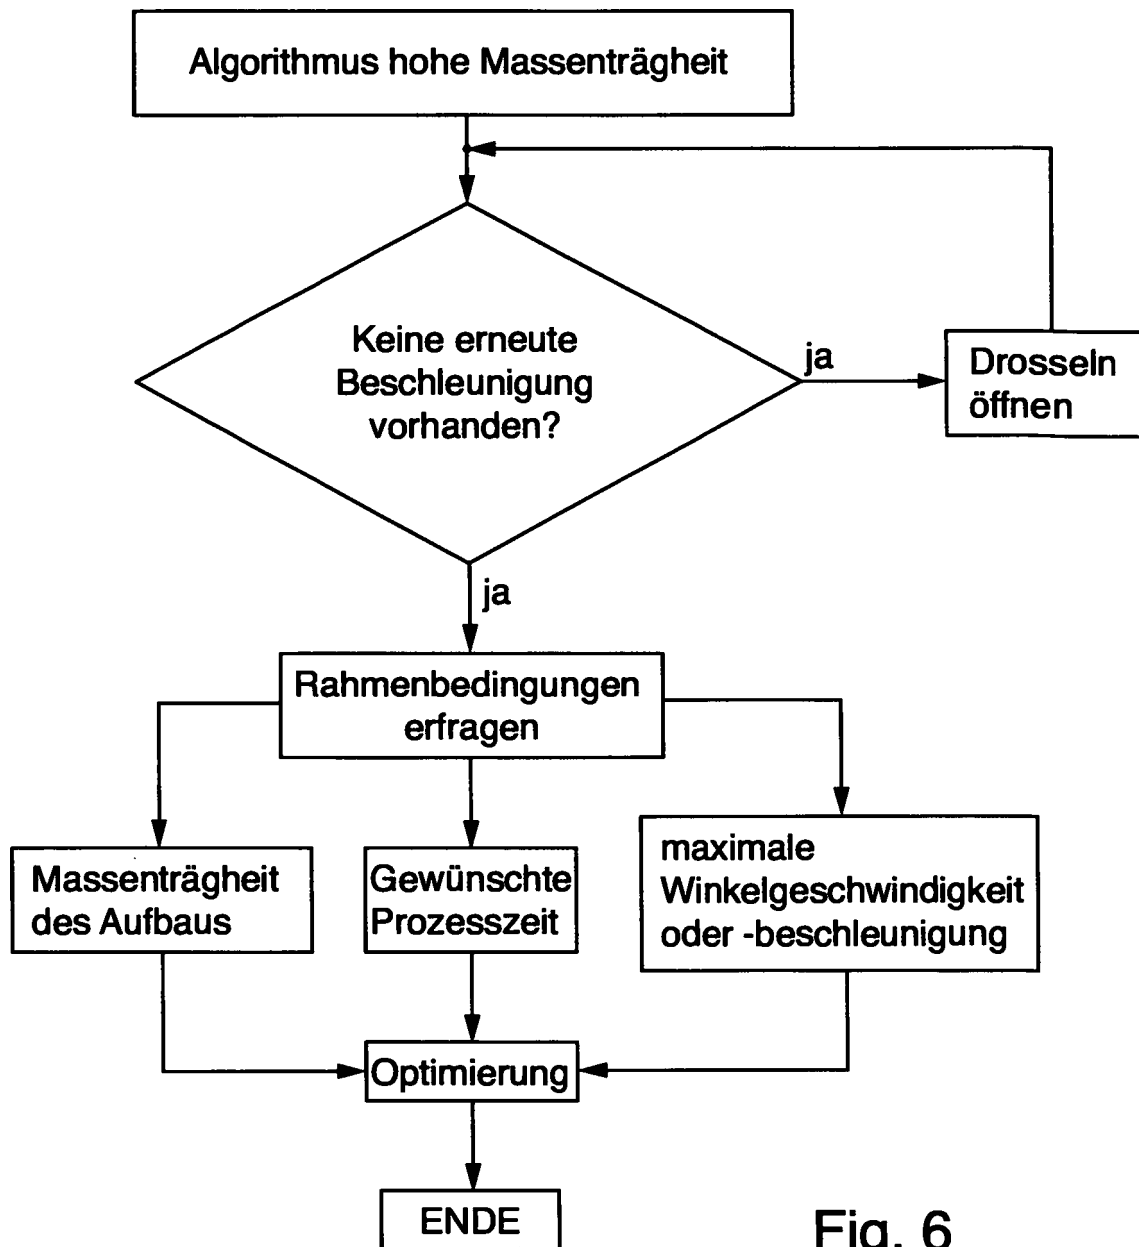 Algorithmus hohe Massenträgheit
Keine erneute
Beschleunigung
vorhanden?
ja
Drosseln
öffnen
ja
Rahmenbedingungen
erfragen
Massenträgheit
des Aufbaus
Gewünschte
Prozesszeit
maximale
Winkelgeschwindigkeit
oder -beschleunigung
Optimierung
ENDE
Fig. 6